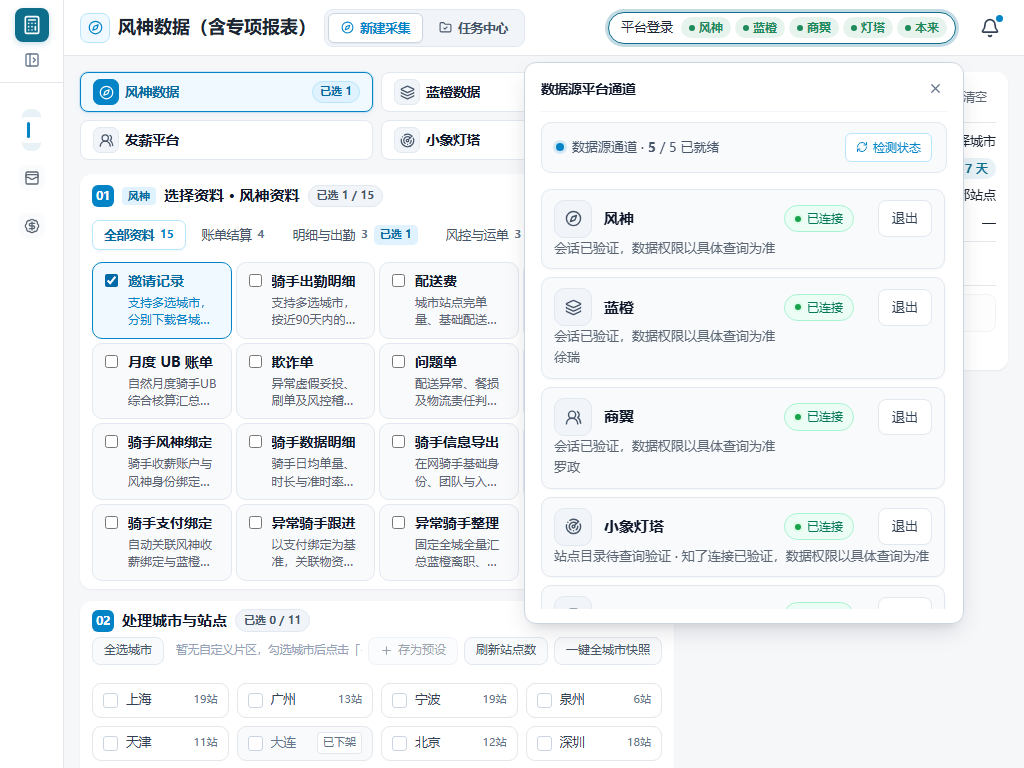 风神数据（含专项报表）
新建采集
任务中心
平台登录
风神
蓝橙
商翼
灯塔
本来
风神数据
已选 1
蓝橙数据
发薪平台
小象灯塔
清空
7 天
—
01
风神
选择资料 · 风神资料
已选 1 / 15
全部资料 15
账单结算 4
明细与出勤 3 已选 1
风控与运单 3
邀请记录
支持多选城市，
分别下载各城...
骑手出勤明细
支持多选城市，
按近90天内的...
配送费
城市站点完单
量、基础配送...
月度 UB 账单
自然月度骑手UB
综合核算汇总...
欺诈单
异常虚假妥投、
刷单及风控稽...
问题单
配送异常、餐损
及物流责任判...
骑手风神绑定
骑手收薪账户与
风神身份绑定...
骑手数据明细
骑手日均单量、
时长与准时率...
骑手信息导出
在网骑手基础身
份、团队与入...
骑手支付绑定
自动关联风神收
薪绑定与蓝橙...
异常骑手跟进
以支付绑定为基
准，关联物资...
异常骑手整理
固定全域全量汇
总蓝橙离职、...
02
处理城市与站点
已选 0 / 11
全选城市
暂无自定义片区，勾选城市后点击「
+ 存为预设
刷新站点数
一键全城市快照
上海 19站
广州 13站
宁波 19站
泉州 6站
天津 11站
大连 已下架
北京 12站
深圳 18站
数据源平台通道
×
数据源通道 · 5 / 5 已就绪
检测状态
风神
已连接
退出
会话已验证，数据权限以具体查询为准
蓝橙
已连接
退出
会话已验证，数据权限以具体查询为准
徐瑞
商翼
已连接
退出
会话已验证，数据权限以具体查询为准
罗政
小象灯塔
已连接
退出
站点目录待查询验证 · 知了连接已验证，数据权限以具体查询为准